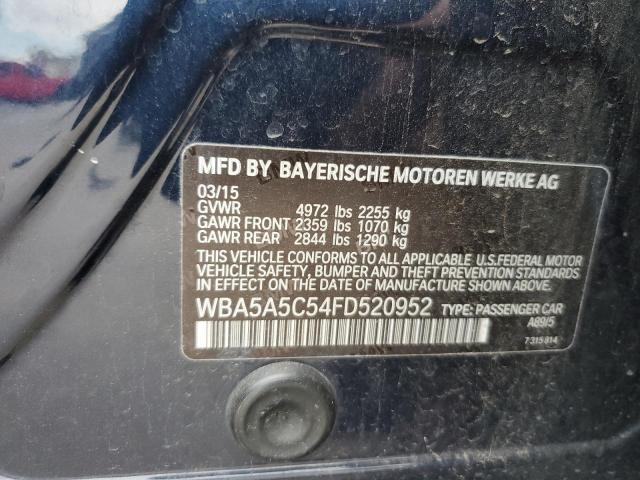 MFD BY BAYERISCHE MOTOREN WERKE AG
03/15
GVWR 4972 lbs 2255 kg
GAWR FRONT 2359 lbs 1070 kg
GAWR REAR 2844 lbs 1290 kg
THIS VEHICLE CONFORMS TO ALL APPLICABLE U.S. FEDERAL MOTOR
VEHICLE SAFETY, BUMPER AND THEFT PREVENTION STANDARDS
IN EFFECT ON THE DATE OF MANUFACTURE SHOWN ABOVE.
WBA5A5C54FD520952 TYPE: PASSENGER CAR
A89/5
7 315 814